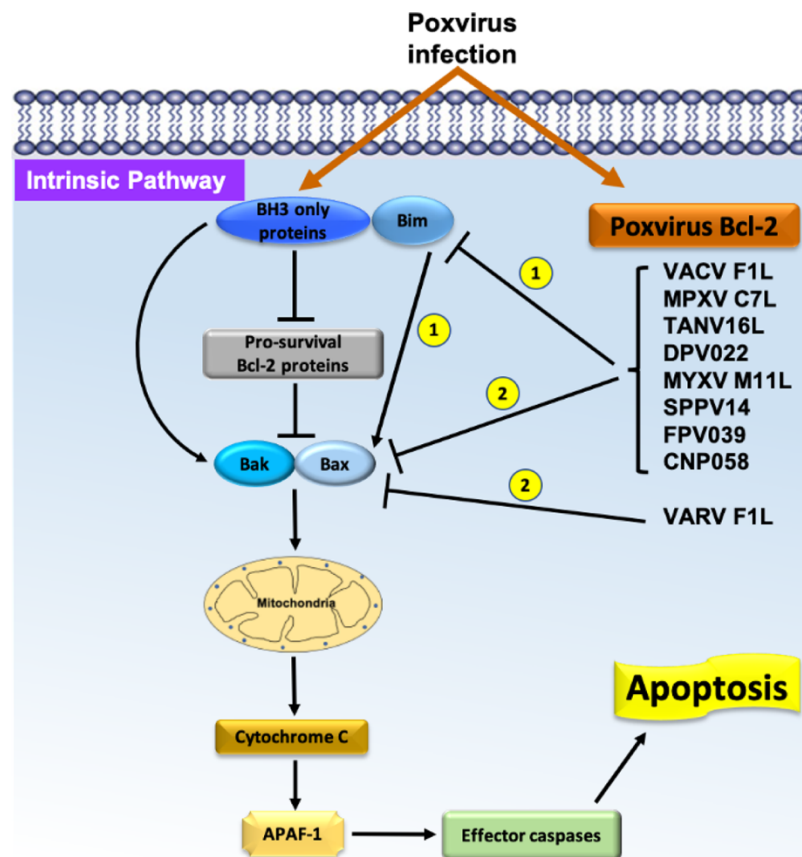 Poxvirus
infection
Intrinsic Pathway
BH3 only
proteins
Bim
Poxvirus Bcl-2
1
VACV F1L
MPXV C7L
TANV16L
DPV022
MYXV M11L
SPPV14
FPV039
CNP058
1
Pro-survival
Bcl-2 proteins
2
Bak
Bax
2
VARV F1L
Mitochondria
Apoptosis
Cytochrome C
APAF-1
Effector caspases